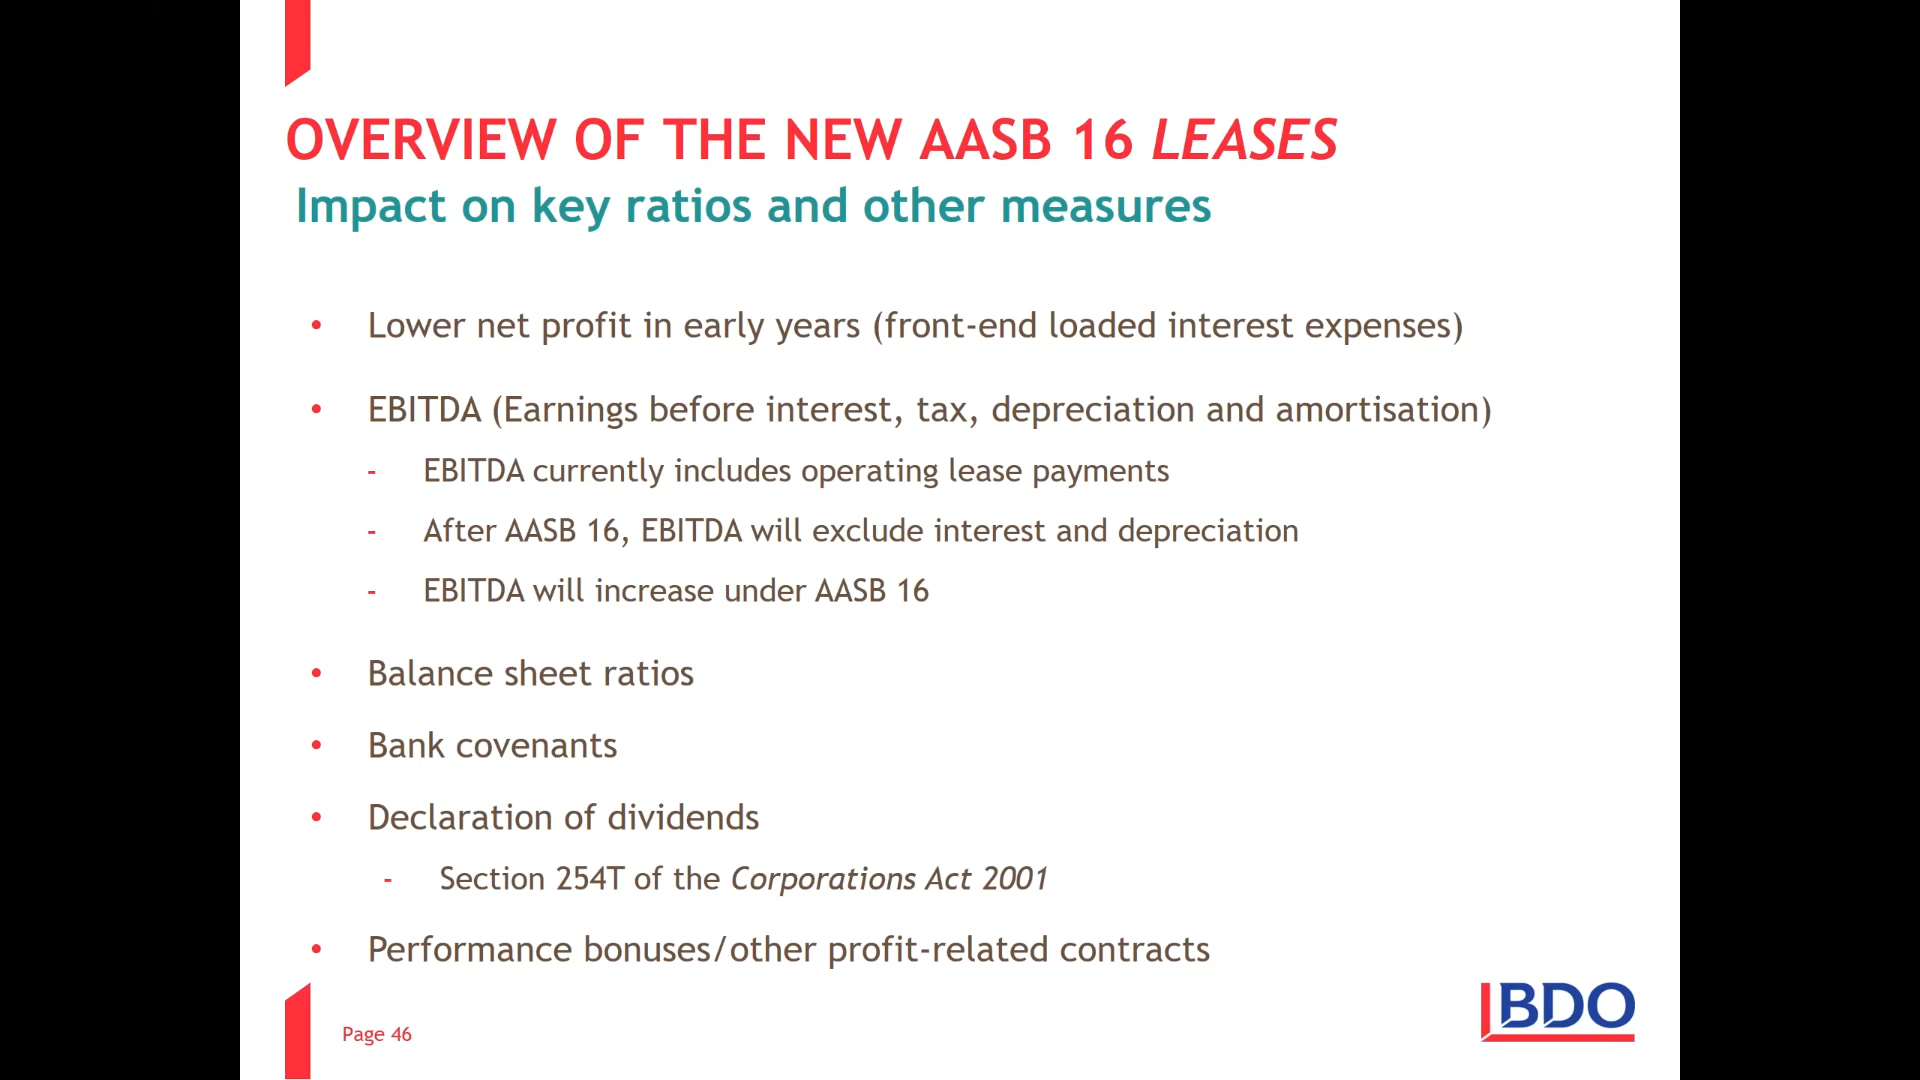 OVERVIEW OF THE NEW AASB 16 LEASES
Impact on key ratios and other measures
• Lower net profit in early years (front-end loaded interest expenses)
• EBITDA (Earnings before interest, tax, depreciation and amortisation)
- EBITDA currently includes operating lease payments
- After AASB 16, EBITDA will exclude interest and depreciation
- EBITDA will increase under AASB 16
• Balance sheet ratios
• Bank covenants
• Declaration of dividends
- Section 254T of the Corporations Act 2001
• Performance bonuses/other profit-related contracts
Page 46
BDO